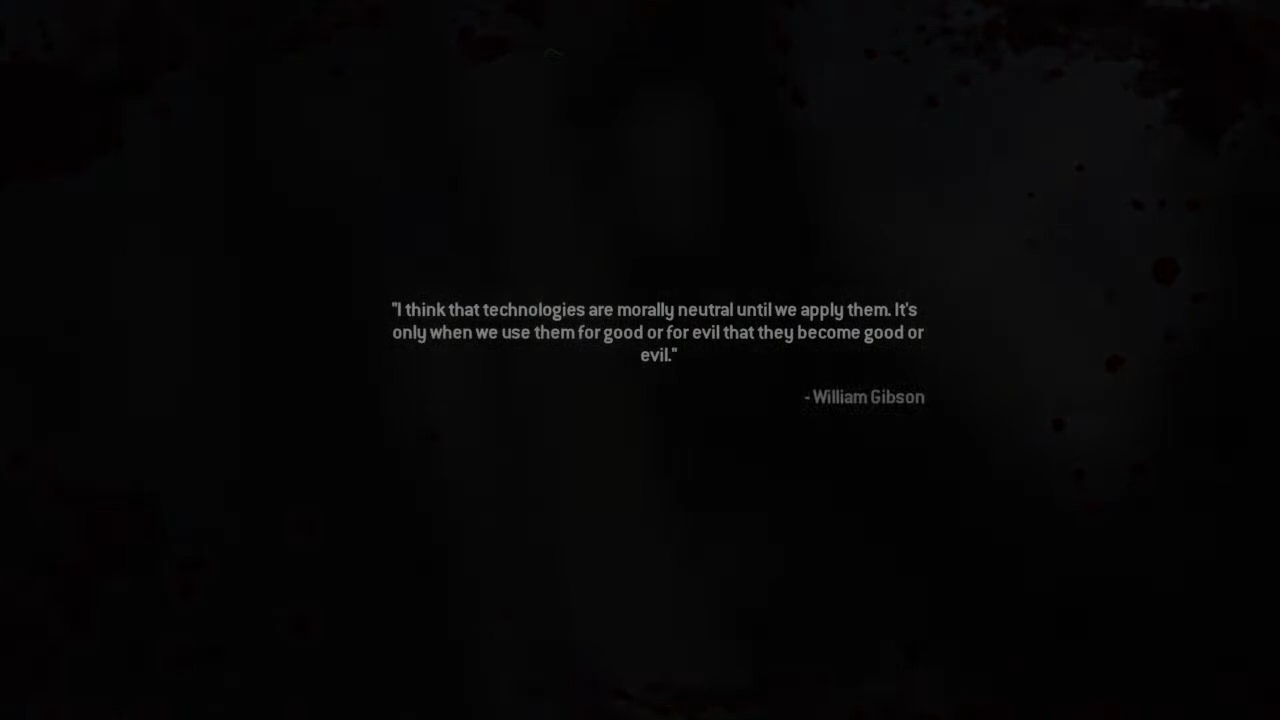 "I think that technologies are morally neutral until we apply them. It's
only when we use them for good or for evil that they become good or
evil."
- William Gibson